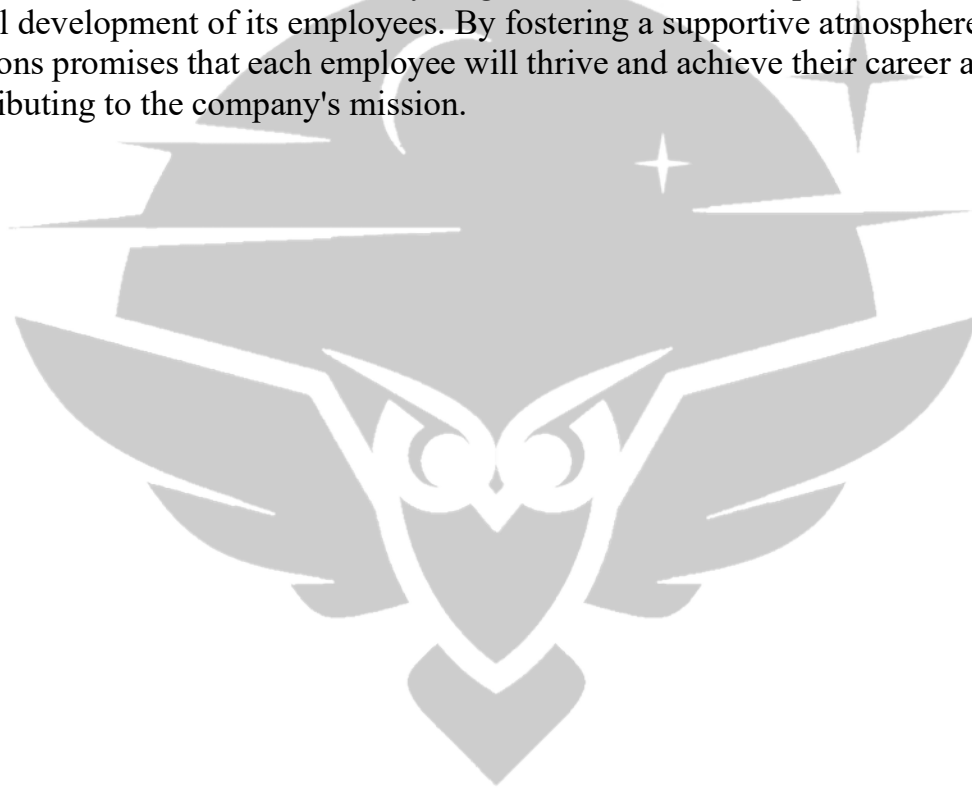 l development of its employees. By fostering a supportive atmosphere
ons promises that each employee will thrive and achieve their career a
ibuting to the company's mission.